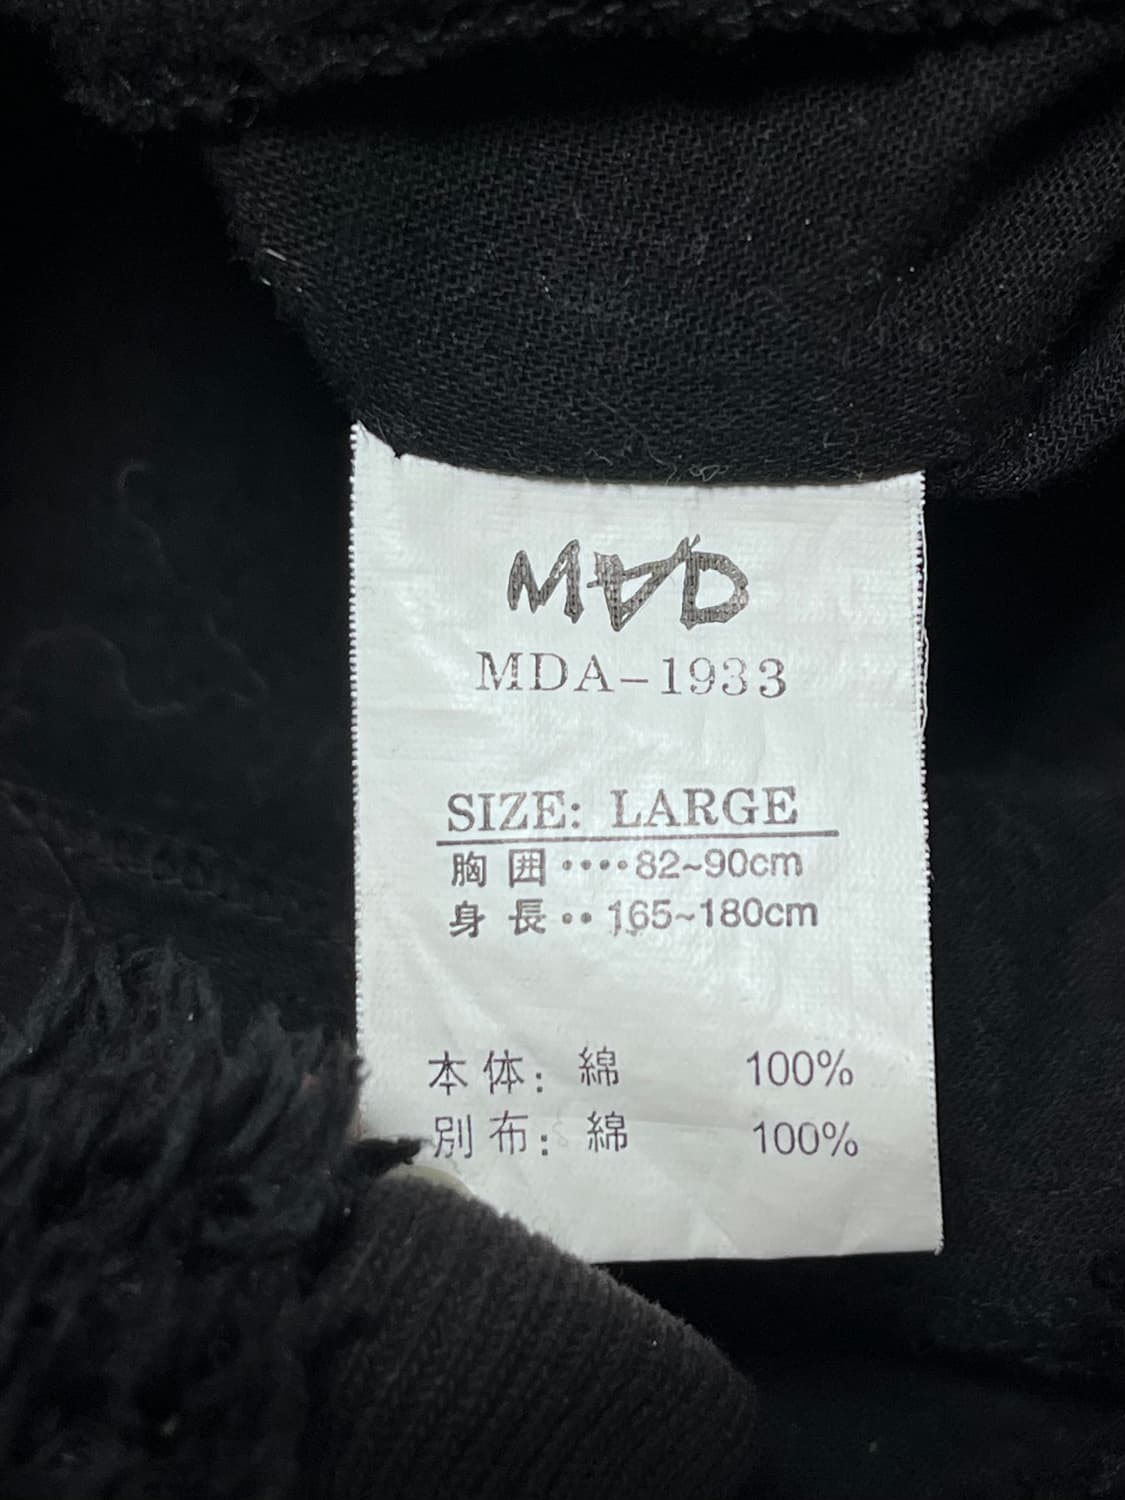 MAD
MDA-1933
SIZE: LARGE
胸囲････82~90cm
身長･･165~180cm
本体: 綿 100%
別布: 綿 100%